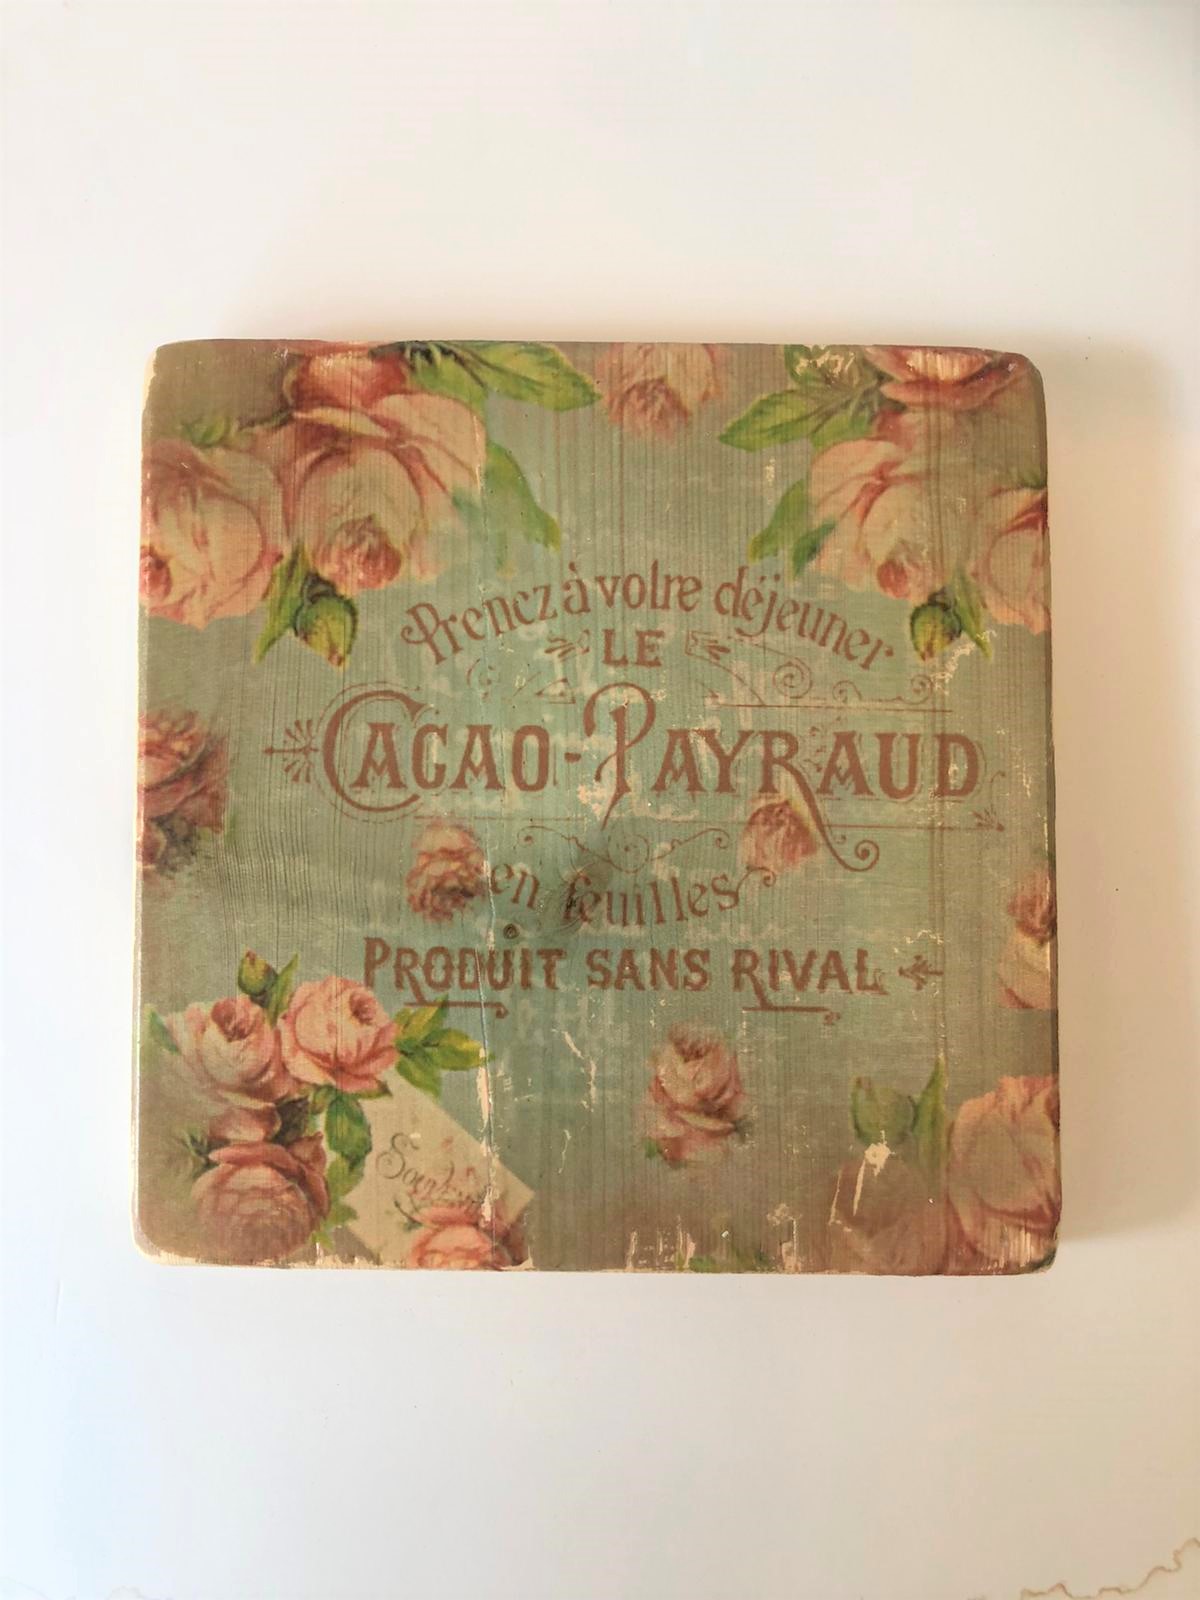 Prenez à votre déjeuner
LE
CACAO-PAYRAUD
en feuilles
PRODUIT SANS RIVAL